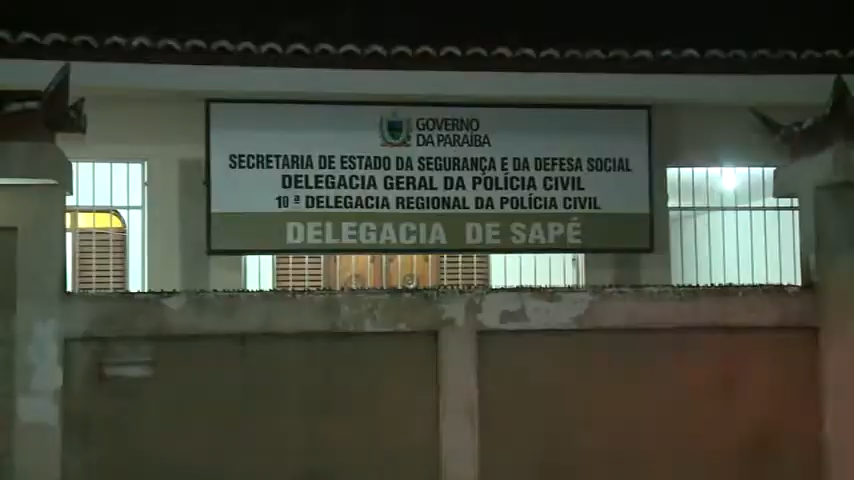 GOVERNO
DA PARAÍBA
SECRETARIA DE ESTADO DA SEGURANÇA E DA DEFESA SOCIAL
DELEGACIA GERAL DA POLÍCIA CIVIL
10ª DELEGACIA REGIONAL DA POLÍCIA CIVIL
DELEGACIA DE SAPÉ